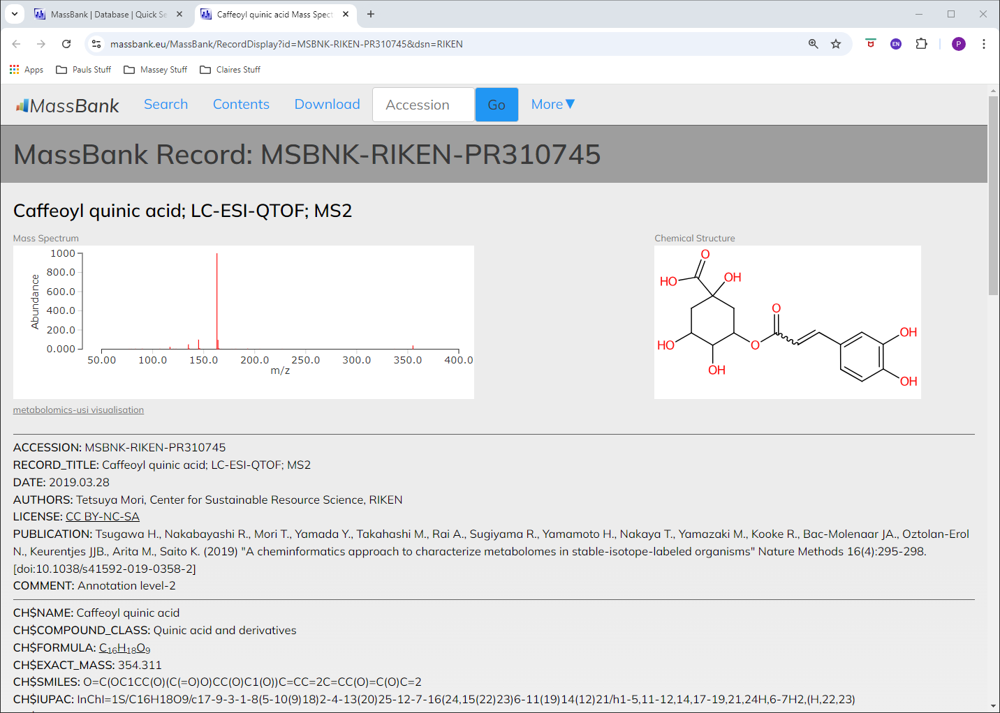 MassBank | Database | Quick Se
Caffeoyl quinic acid Mass Spect
massbank.eu/MassBank/RecordDisplay?id=MSBNK-RIKEN-PR310745&dsn=RIKEN
EN
P
Apps
Pauls Stuff
Massey Stuff
Claires Stuff
MassBank
Search
Contents
Download
Accession
Go
More▼
MassBank Record: MSBNK-RIKEN-PR310745
Caffeoyl quinic acid; LC-ESI-QTOF; MS2
Mass Spectrum
Abundance
1000
800.0
600.0
400.0
200.0
0.000
50.00 100.0 150.0 200.0 250.0 300.0 350.0 400.0
m/z
metabolomics-usi visualisation
Chemical Structure
O
HO
OH
O
HO
O
OH
OH
OH
ACCESSION: MSBNK-RIKEN-PR310745
RECORD_TITLE: Caffeoyl quinic acid; LC-ESI-QTOF; MS2
DATE: 2019.03.28
AUTHORS: Tetsuya Mori, Center for Sustainable Resource Science, RIKEN
LICENSE: CC BY-NC-SA
PUBLICATION: Tsugawa H., Nakabayashi R., Mori T., Yamada Y., Takahashi M., Rai A., Sugiyama R., Yamamoto H., Nakaya T., Yamazaki M., Kooke R., Bac-Molenaar JA., Oztolan-Erol
N., Keurentjes JJB., Arita M., Saito K. (2019) "A cheminformatics approach to characterize metabolomes in stable-isotope-labeled organisms" Nature Methods 16(4):295-298.
[doi:10.1038/s41592-019-0358-2]
COMMENT: Annotation level-2
CH$NAME: Caffeoyl quinic acid
CH$COMPOUND_CLASS: Quinic acid and derivatives
CH$FORMULA: C16H18O9
CH$EXACT_MASS: 354.311
CH$SMILES: O=C(OC1CC(O)(C(=O)O)CC(O)C1(O))C=CC=2C=CC(O)=C(O)C=2
CH$IUPAC: InChI=1S/C16H18O9/c17-9-3-1-8(5-10(9)18)2-4-13(20)25-12-7-16(24,15(22)23)6-11(19)14(12)21/h1-5,11-12,14,17-19,21,24H,6-7H2,(H,22,23)